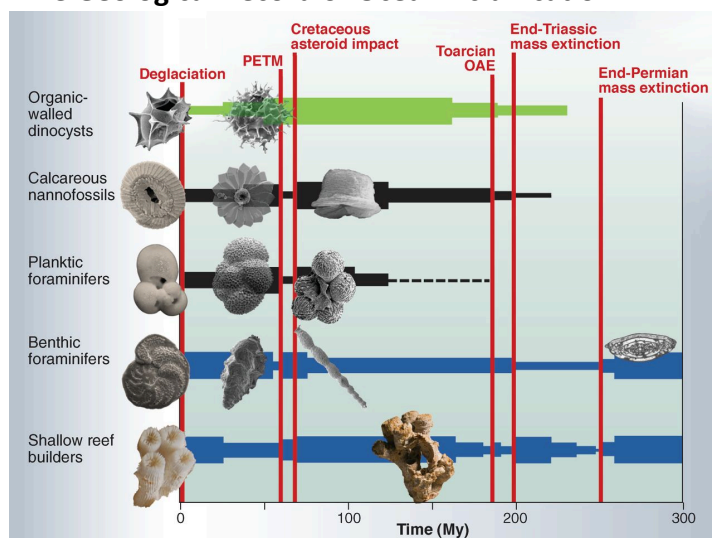 Cretaceous
asteroid impact
End-Triassic
mass extinction
PETM
Toarcian
OAE
Deglaciation
End-Permian
mass extinction
Organic-
walled
dinocysts
Calcareous
nannofossils
Planktic
foraminifers
Benthic
foraminifers
Shallow reef
builders
0
100
200
300
Time (My)